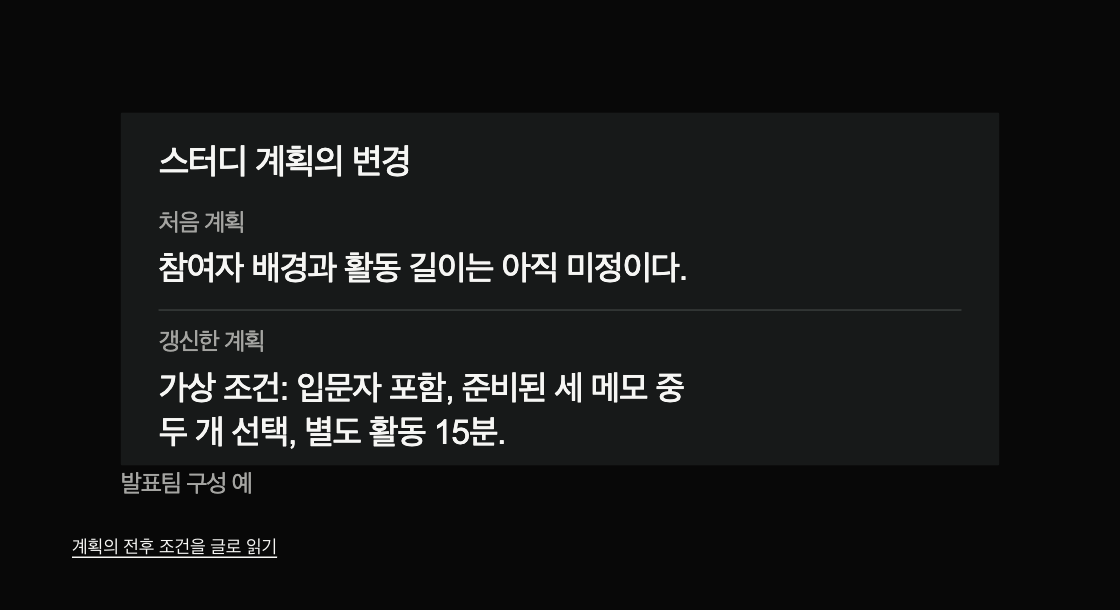 스터디 계획의 변경
처음 계획
참여자 배경과 활동 길이는 아직 미정이다.
갱신한 계획
가상 조건: 입문자 포함, 준비된 세 메모 중
두 개 선택, 별도 활동 15분.
발표팀 구성 예
계획의 전후 조건을 글로 읽기